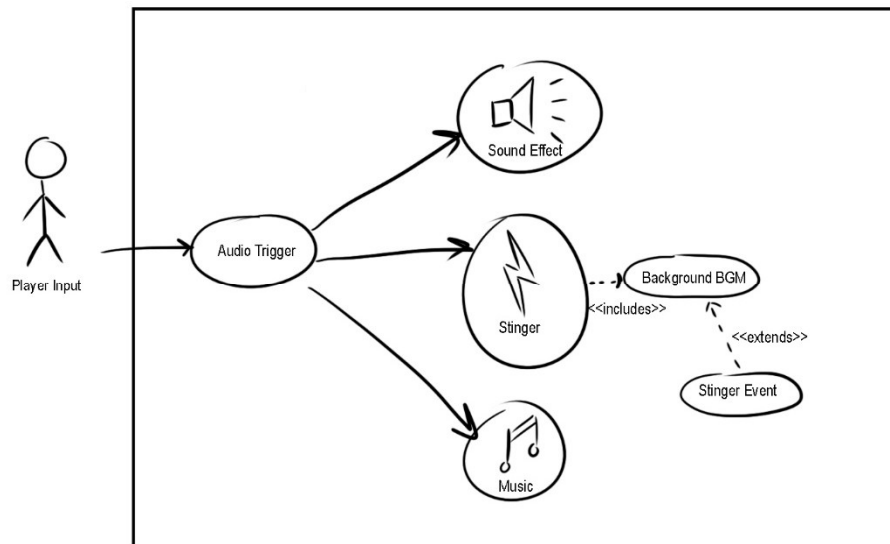 Sound Effect
Audio Trigger
Player Input
Stinger
Background BGM
<<includes>>
<<extends>>
Stinger Event
Music